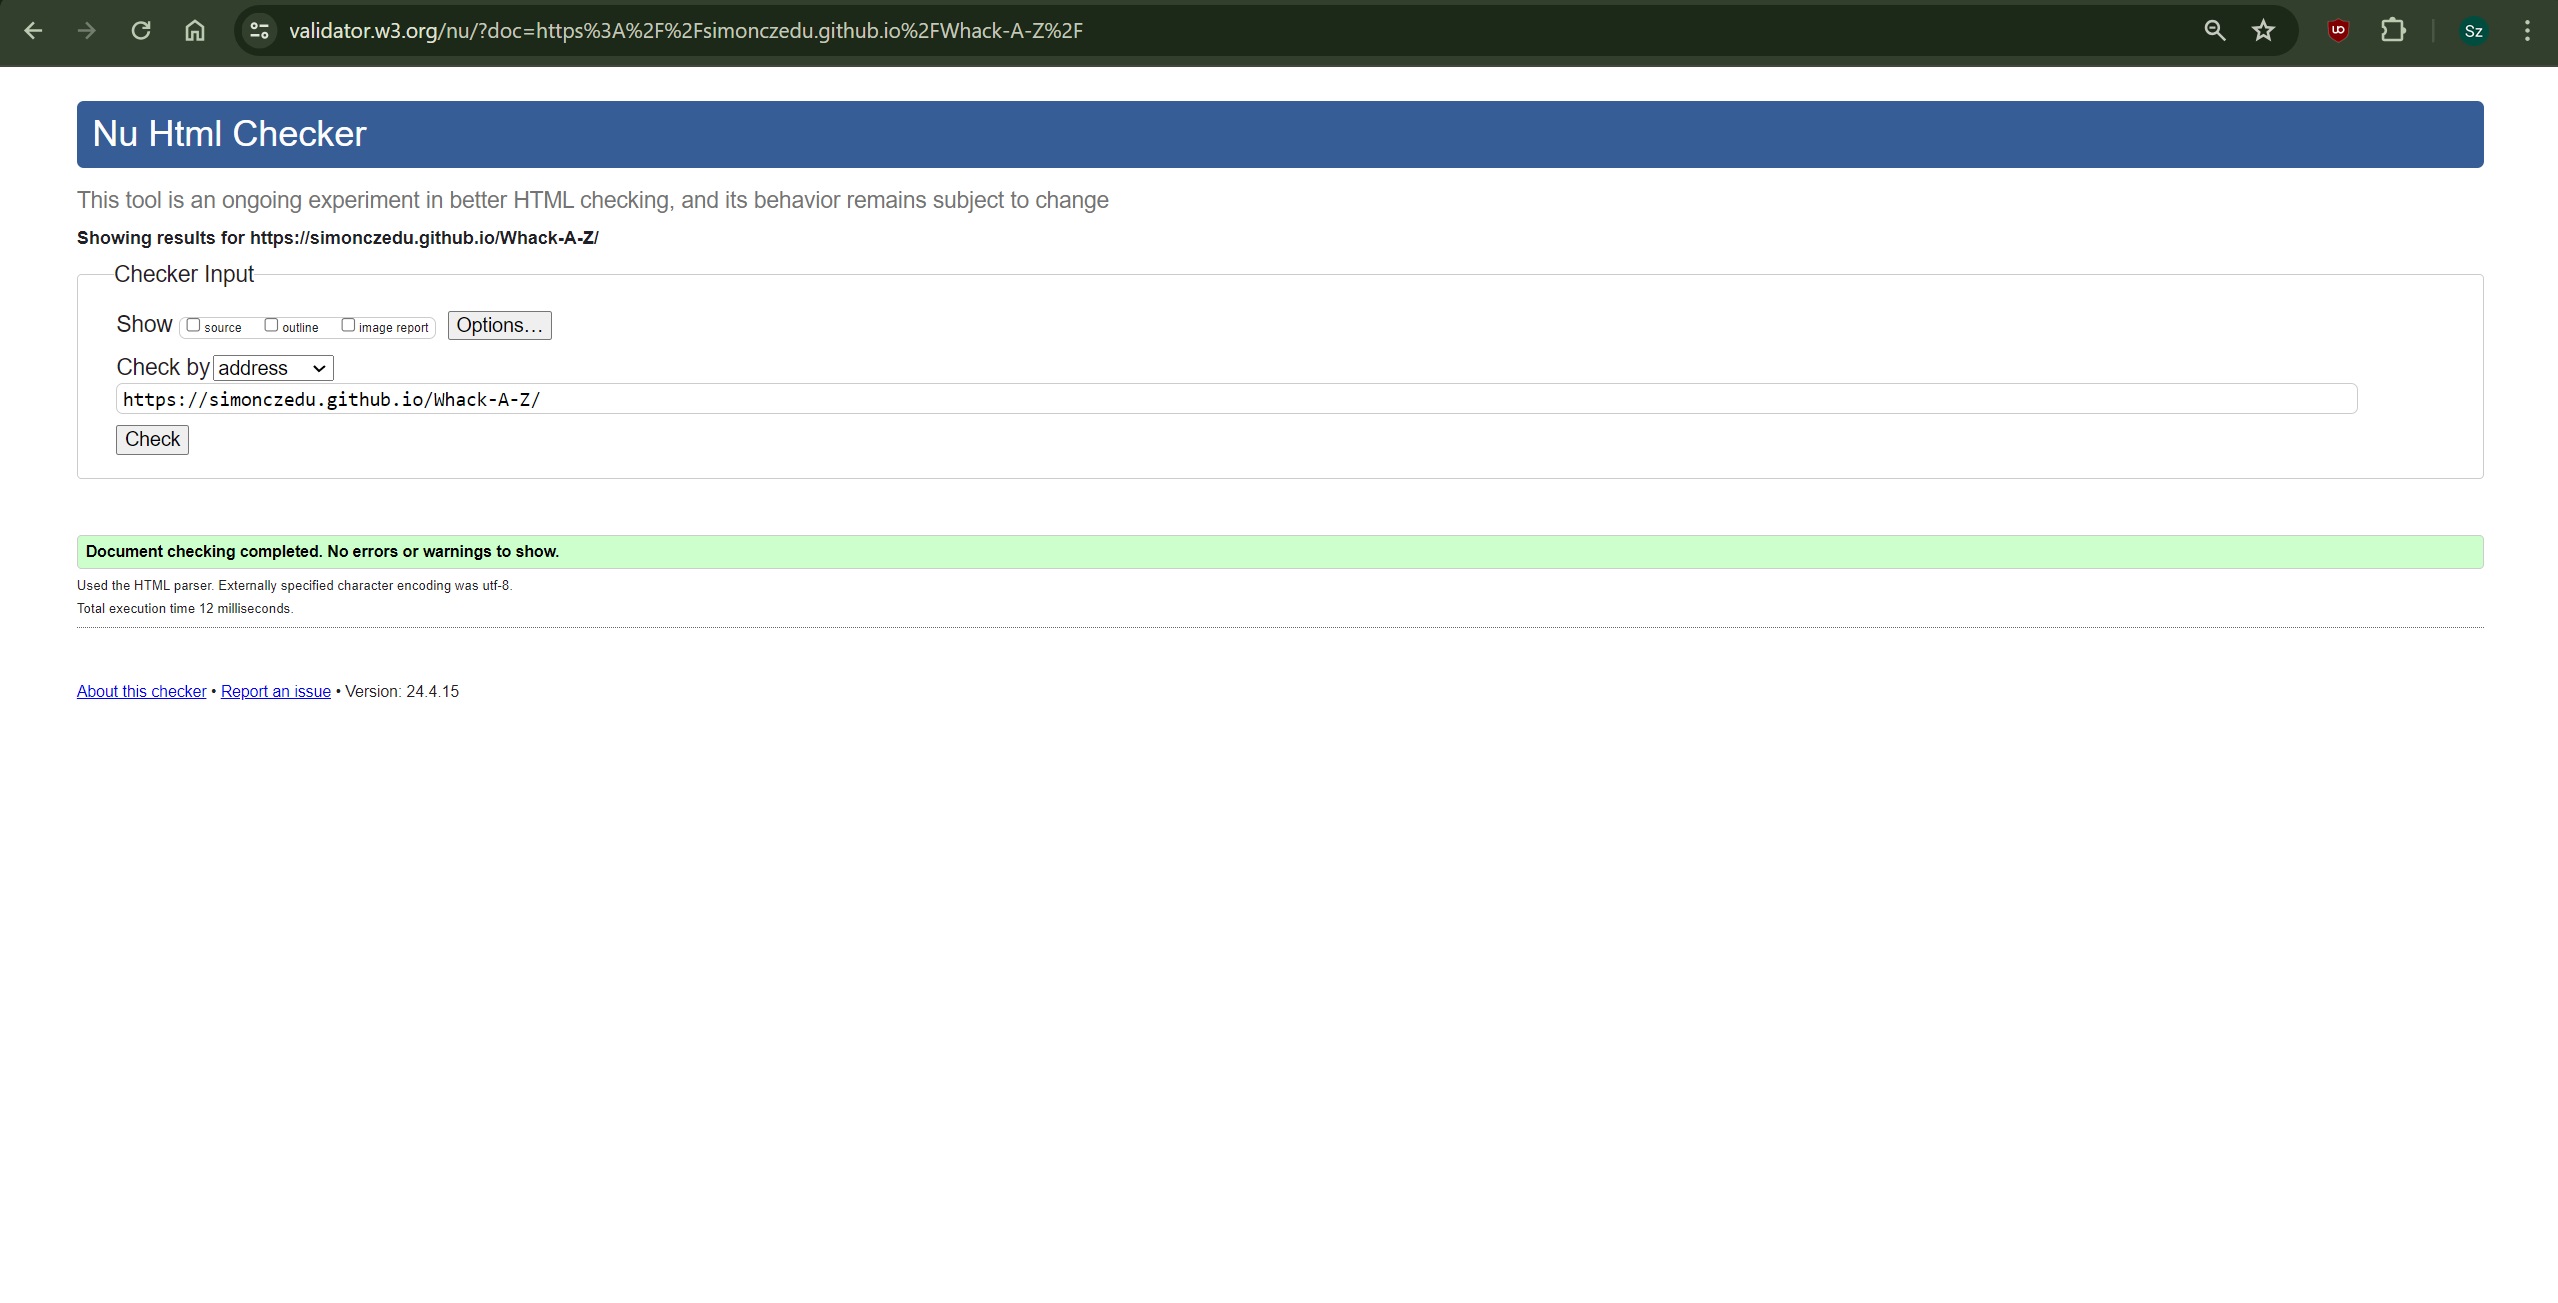 validator.w3.org/nu/?doc=https%3A%2F%2Fsimonczedu.github.io%2FWhack-A-Z%2F
Sz
Nu Html Checker
This tool is an ongoing experiment in better HTML checking, and its behavior remains subject to change
Showing results for https://simonczedu.github.io/Whack-A-Z/
Checker Input
Show source outline image report Options...
Check by address
https://simonczedu.github.io/Whack-A-Z/
Check
Document checking completed. No errors or warnings to show.
Used the HTML parser. Externally specified character encoding was utf-8.
Total execution time 12 milliseconds.
About this checker • Report an issue • Version: 24.4.15